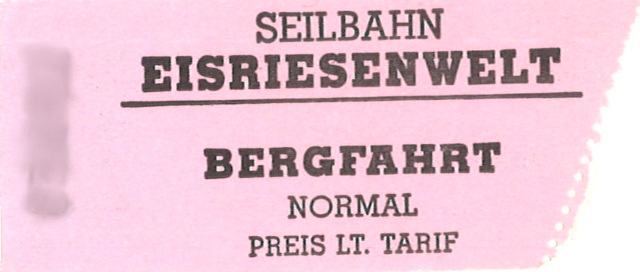 SEILBAHN
EISRIESENWELT
BERGFAHRT
NORMAL
PREIS LT. TARIF